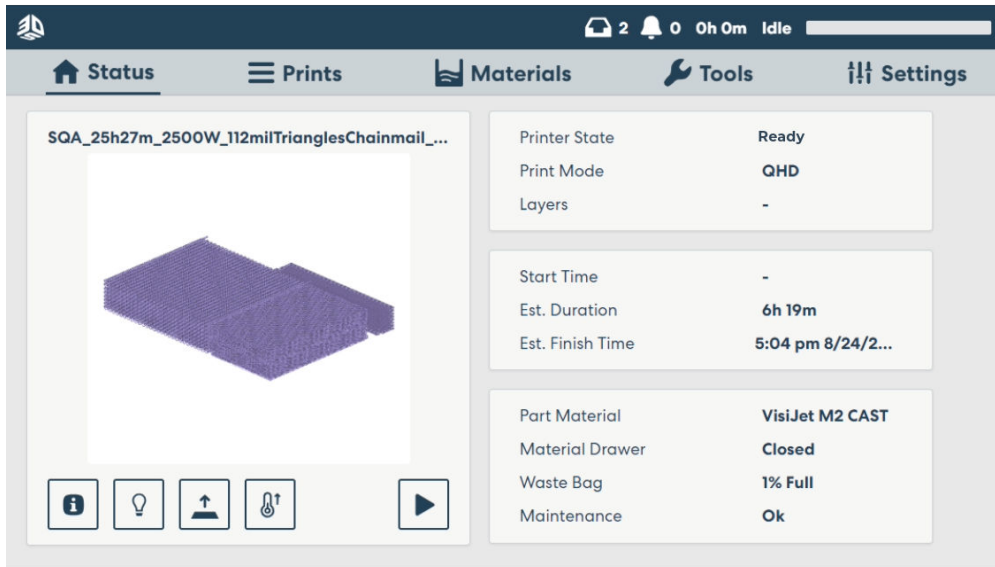 2 0 0h 0m Idle
Status Prints Materials Tools Settings
SQA_25h27m_2500W_112milTrianglesChainmail_...
Printer State Ready
Print Mode QHD
Layers -
Start Time -
Est. Duration 6h 19m
Est. Finish Time 5:04 pm 8/24/2...
Part Material VisiJet M2 CAST
Material Drawer Closed
Waste Bag 1% Full
Maintenance Ok